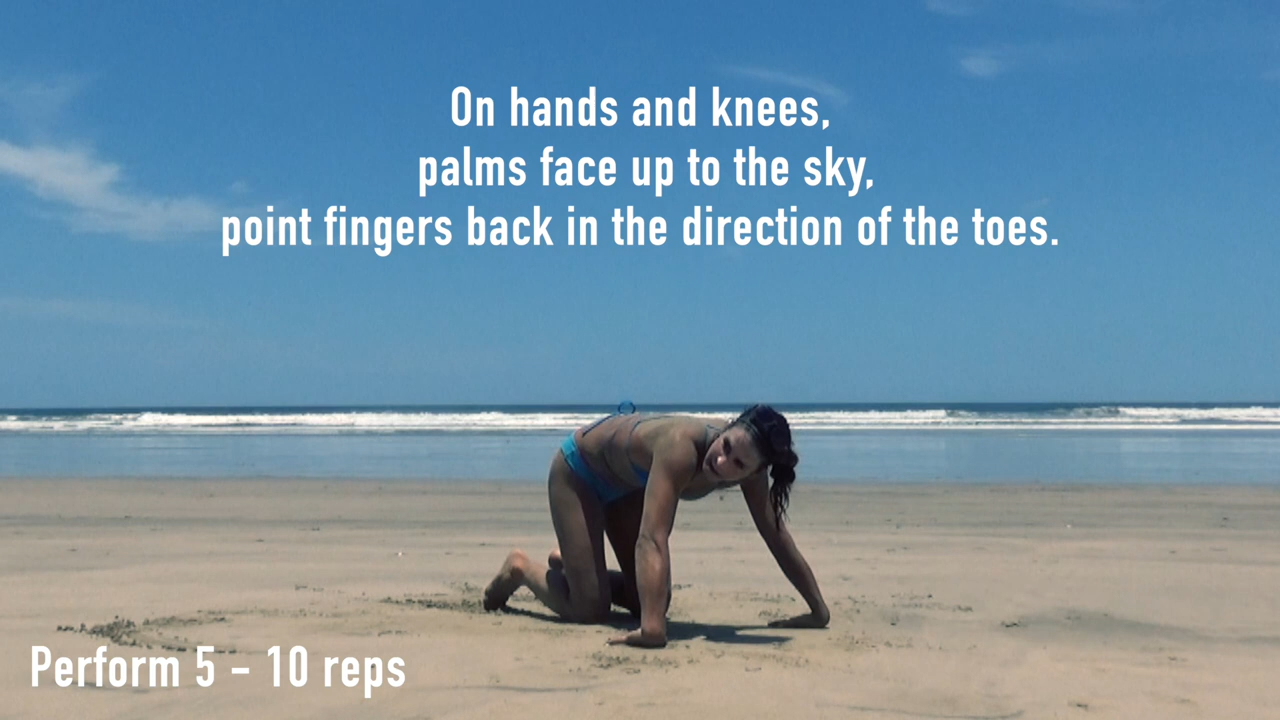 On hands and knees,
palms face up to the sky,
point fingers back in the direction of the toes.
Perform 5 - 10 reps